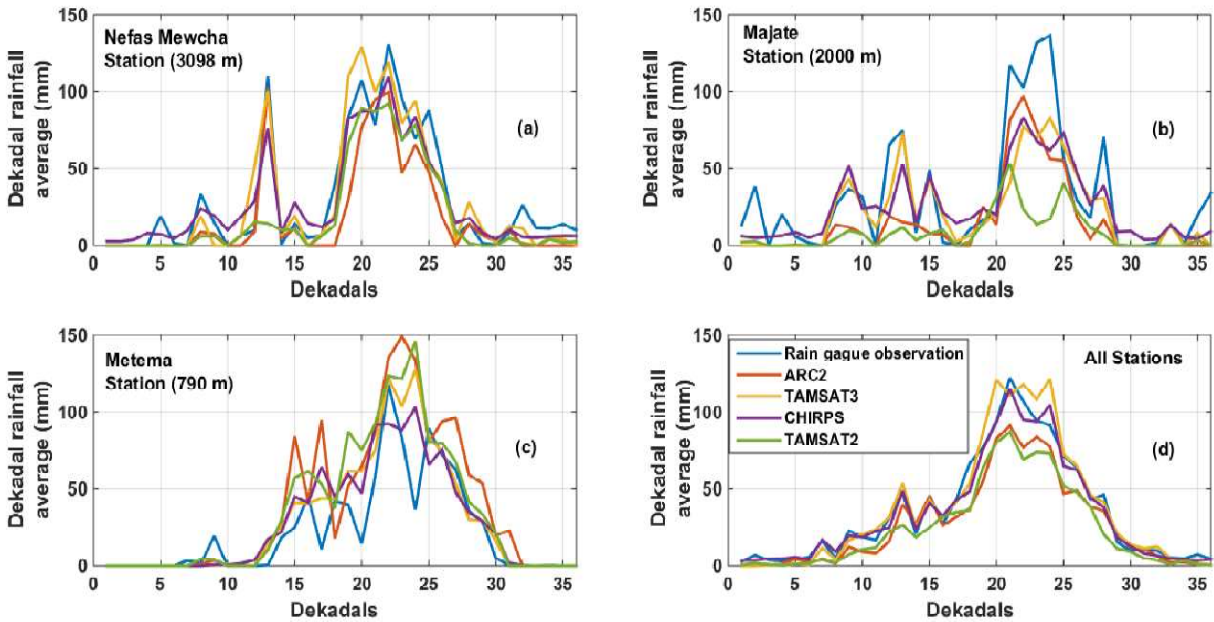 150
100
50
0
Dekadal rainfall
average (mm)
Nefas Mewcha
Station (3098 m)
(a)
0 5 10 15 20 25 30 35
Dekadals
150
100
50
0
Dekadal rainfall
average (mm)
Majate
Station (2000 m)
(b)
0 5 10 15 20 25 30 35
Dekadals
150
100
50
0
Dekadal rainfall
average (mm)
Metema
Station (790 m)
(c)
0 5 10 15 20 25 30 35
Dekadals
150
100
50
0
Dekadal rainfall
average (mm)
Rain gague observation
ARC2
TAMSAT3
CHIRPS
TAMSAT2
All Stations
(d)
0 5 10 15 20 25 30 35
Dekadals